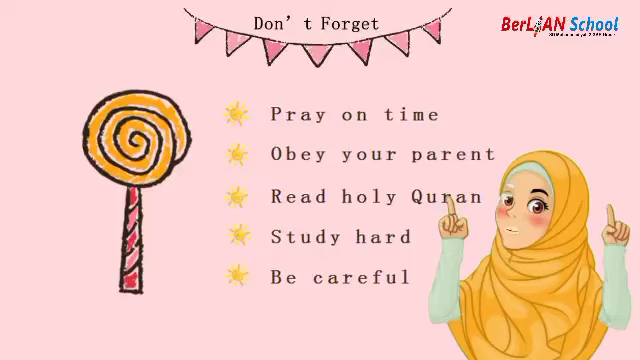 Don't Forget
BerLIAN School
Pray on time
Obey your parent
Read holy Quran
Study hard
Be careful